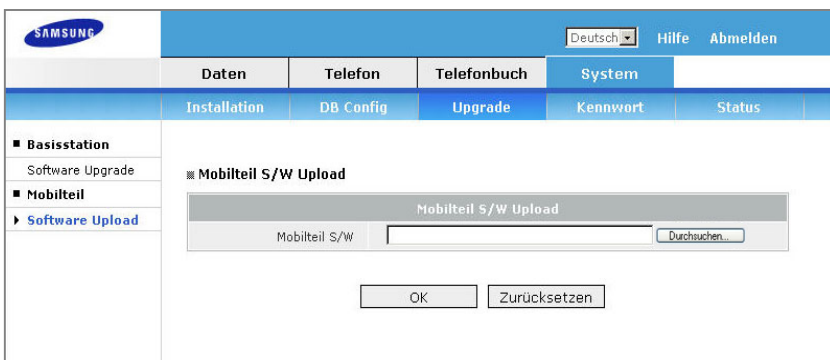 SAMSUNG
Deutsch Hilfe Abmelden
Daten Telefon Telefonbuch System
Installation DB Config Upgrade Kennwort Status
Basisstation
Software Upgrade
Mobilteil
Software Upload
Mobilteil S/W Upload
Mobilteil S/W Upload
Mobilteil S/W Durchsuchen...
OK Zurücksetzen